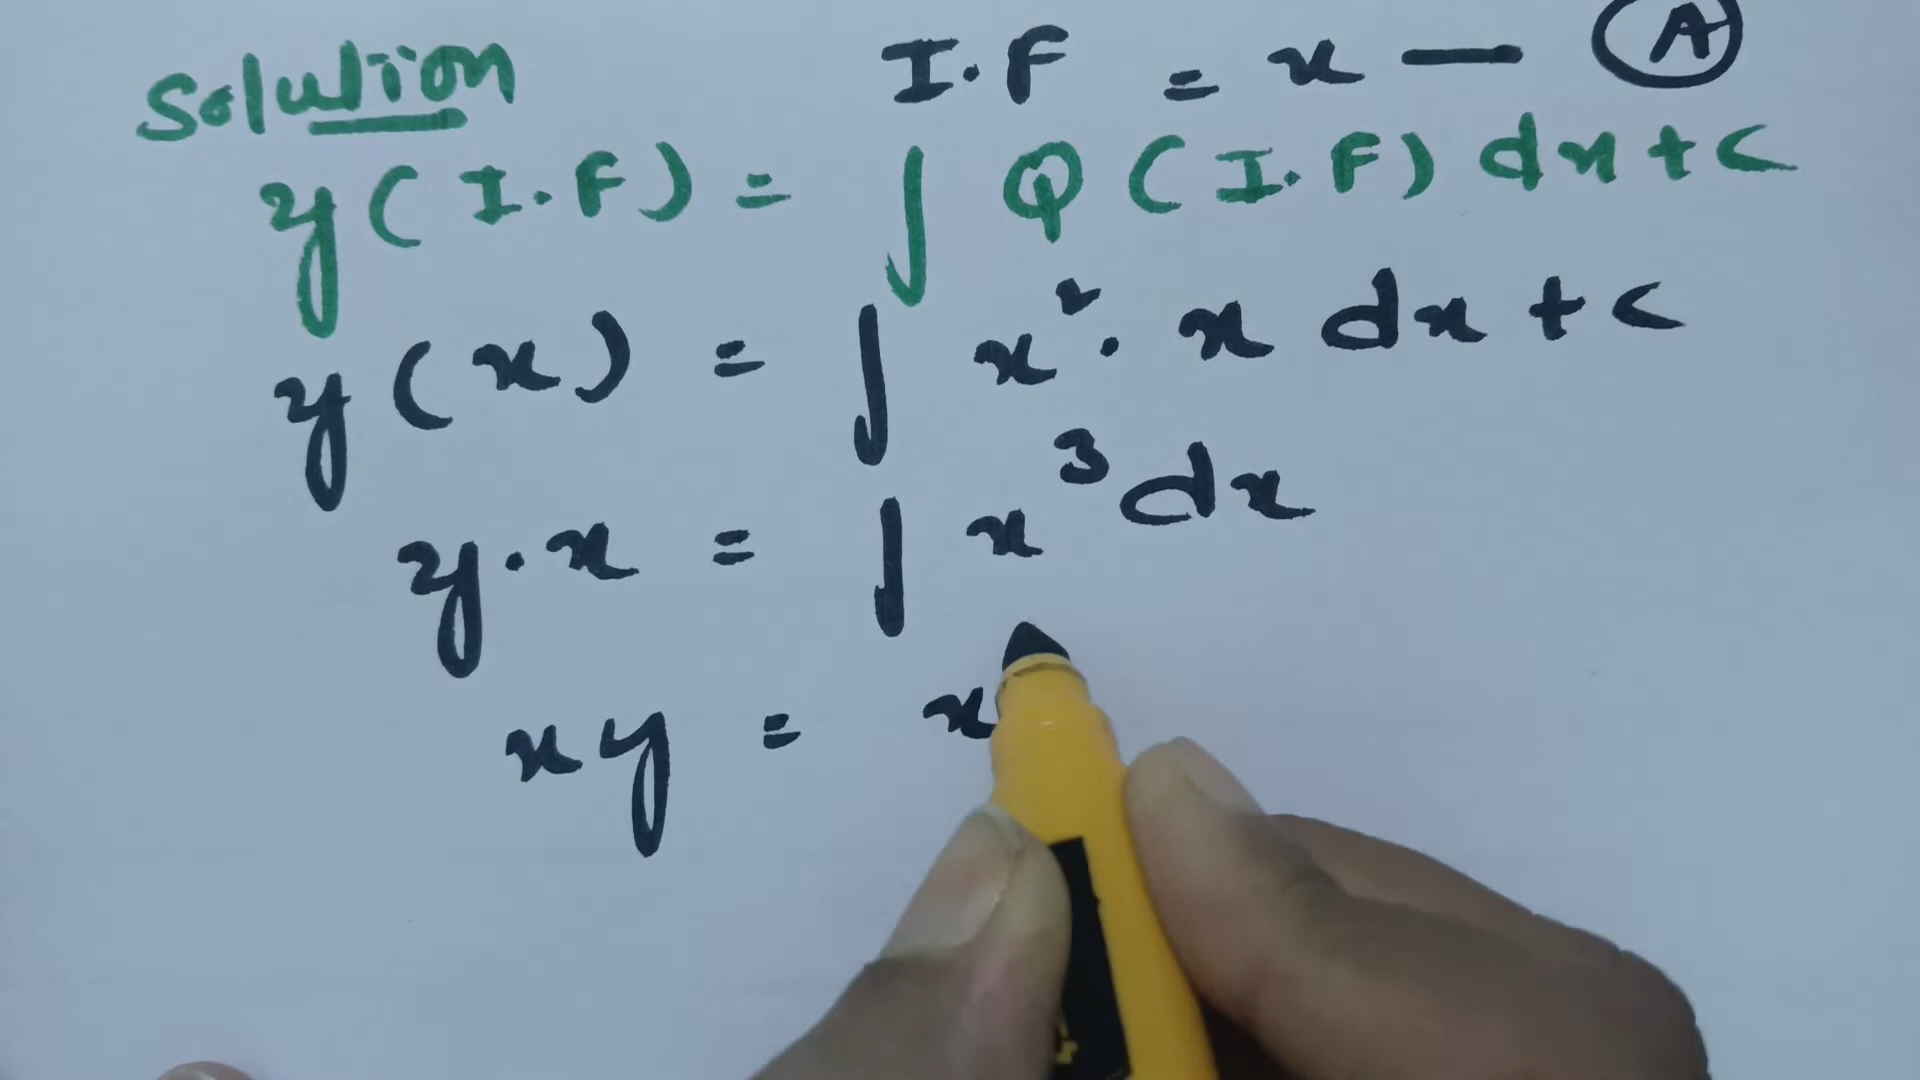 I.F = x — A
Solution
y(I.F) = ∫ Q (I.F) dx + c
y(x) = ∫ x². x dx + c
y.x = ∫ x³ dx
xy = x